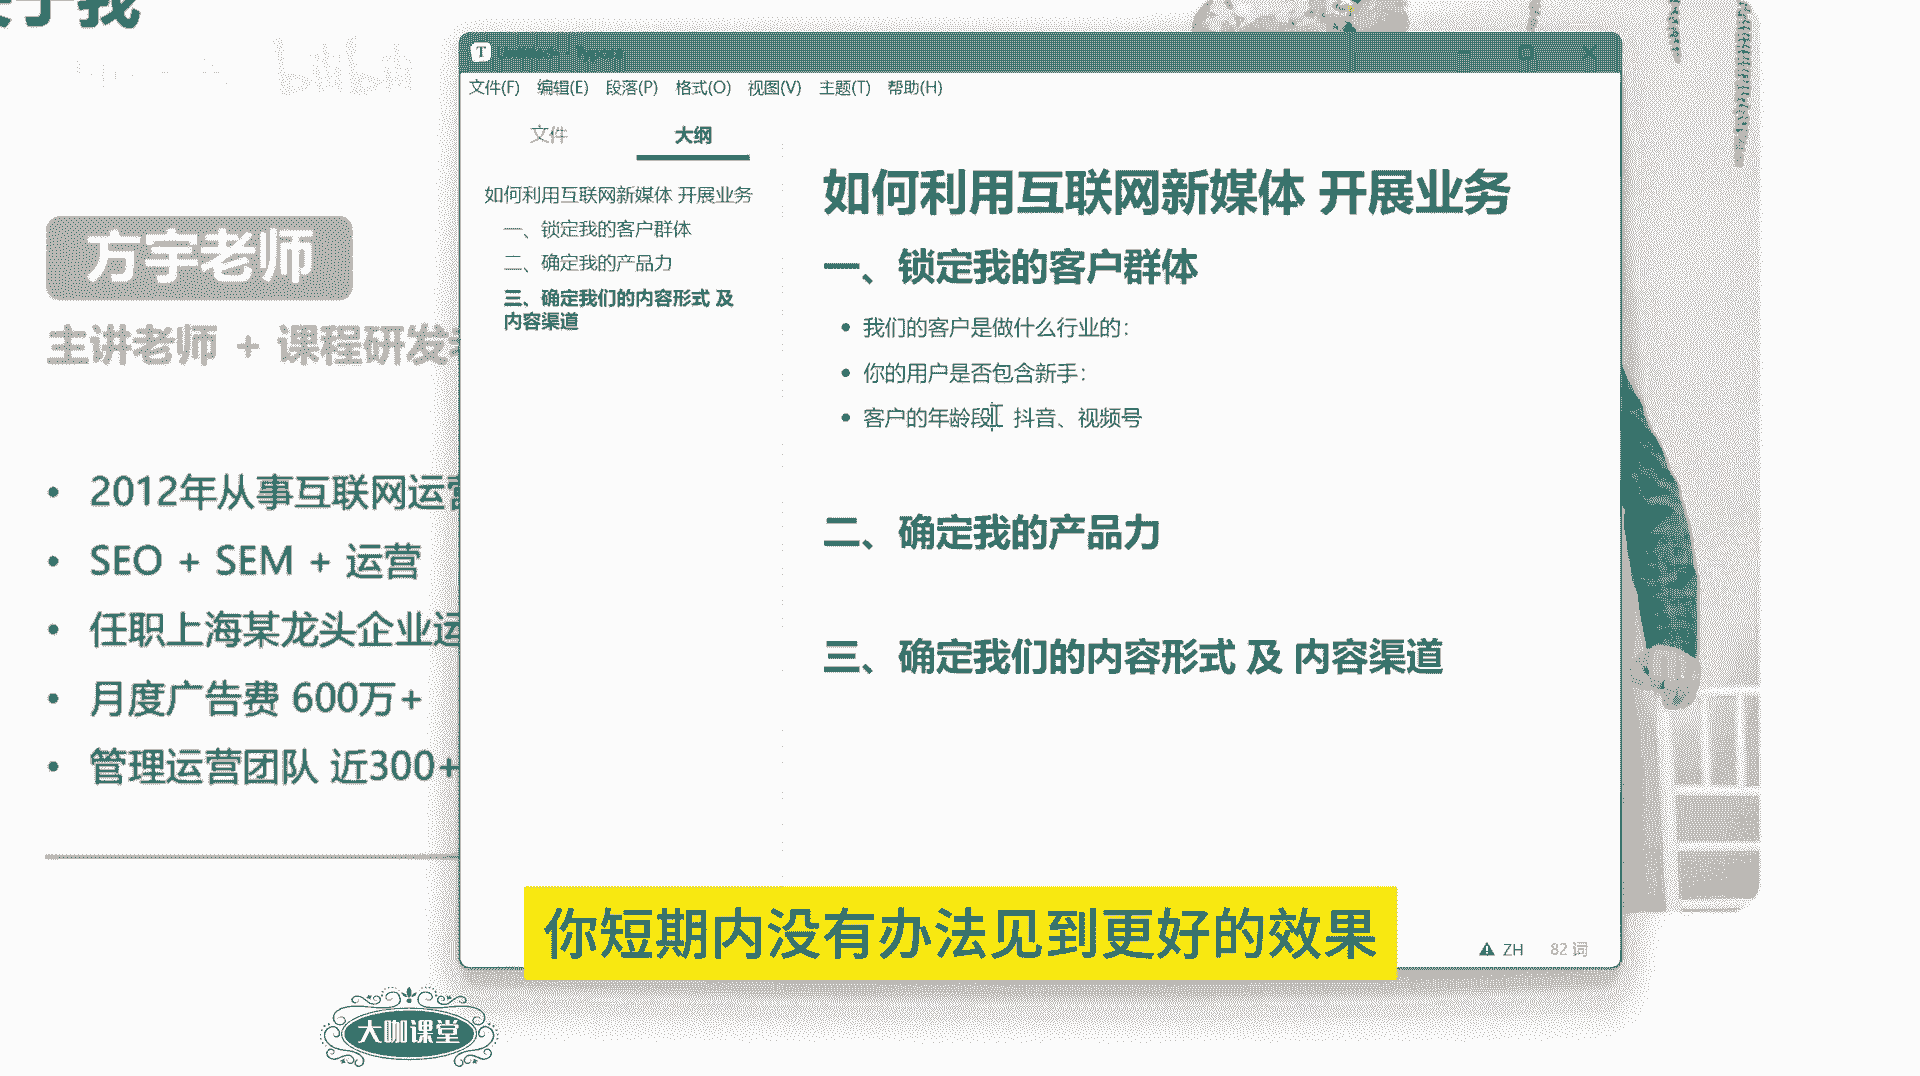 bilibili
方宇老师
主讲老师 + 课程研发
2012年从事互联网运营
SEO + SEM + 运营
任职上海某龙头企业运
月度广告费 600万+
管理运营团队 近300+
T
文件(F) 编辑(E) 段落(P) 格式(O) 视图(V) 主题(T) 帮助(H)
文件 大纲
如何利用互联网新媒体 开展业务
一、锁定我的客户群体
二、确定我的产品力
三、确定我们的内容形式 及
内容渠道
如何利用互联网新媒体 开展业务
一、锁定我的客户群体
我们的客户是做什么行业的:
你的用户是否包含新手:
客户的年龄段 抖音、视频号
二、确定我的产品力
三、确定我们的内容形式 及 内容渠道
ZH 82 词
你短期内没有办法见到更好的效果
大咖课堂